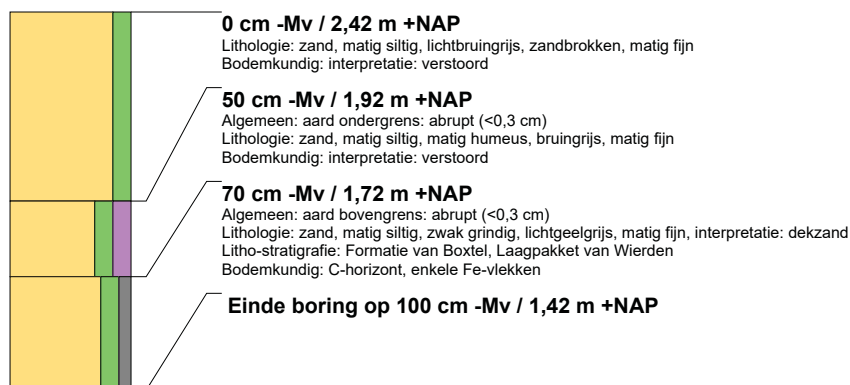 0 cm -Mv / 2,42 m +NAP
Lithologie: zand, matig siltig, lichtbruingrijs, zandbrokken, matig fijn
Bodemkundig: interpretatie: verstoord
50 cm -Mv / 1,92 m +NAP
Algemeen: aard ondergrens: abrupt (<0,3 cm)
Lithologie: zand, matig siltig, matig humeus, bruingrijs, matig fijn
Bodemkundig: interpretatie: verstoord
70 cm -Mv / 1,72 m +NAP
Algemeen: aard bovengrens: abrupt (<0,3 cm)
Lithologie: zand, matig siltig, zwak grindig, lichtgeelgrijs, matig fijn, interpretatie: dekzand
Litho-stratigrafie: Formatie van Boxtel, Laagpakket van Wierden
Bodemkundig: C-horizont, enkele Fe-vlekken
Einde boring op 100 cm -Mv / 1,42 m +NAP